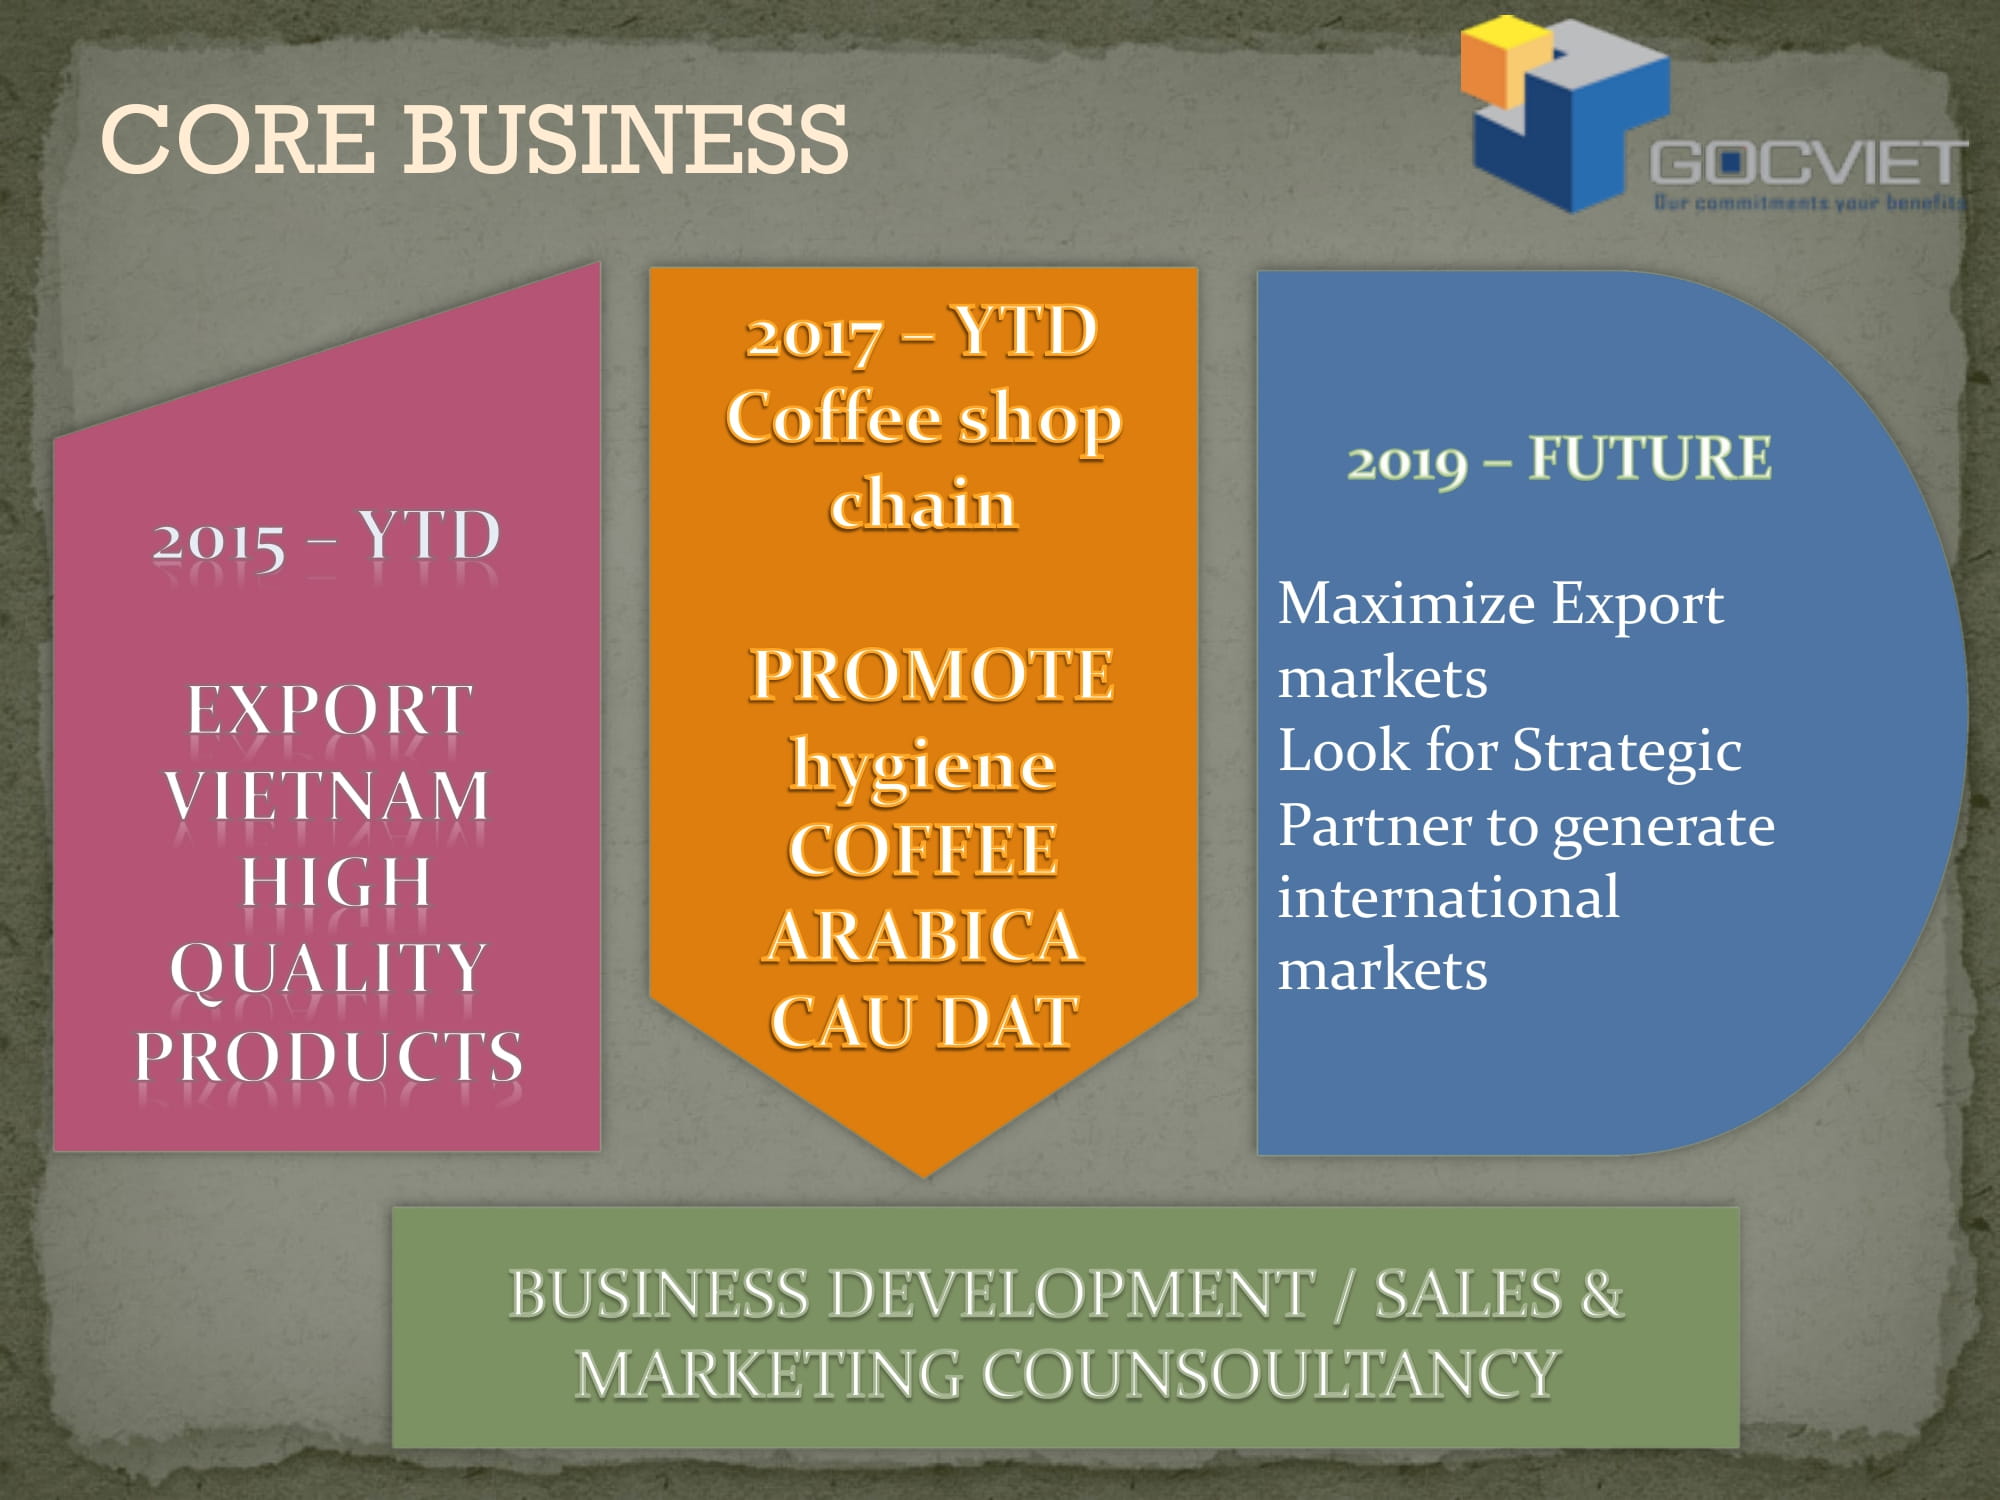 CORE BUSINESS
GOCVIET
Our commitments your benefits
2015 – YTD
EXPORT
VIETNAM
HIGH
QUALITY
PRODUCTS
2017 – YTD
Coffee shop
chain
PROMOTE
hygiene
COFFEE
ARABICA
CAU DAT
2019 – FUTURE
Maximize Export
markets
Look for Strategic
Partner to generate
international
markets
BUSINESS DEVELOPMENT / SALES &
MARKETING COUNSOULTANCY